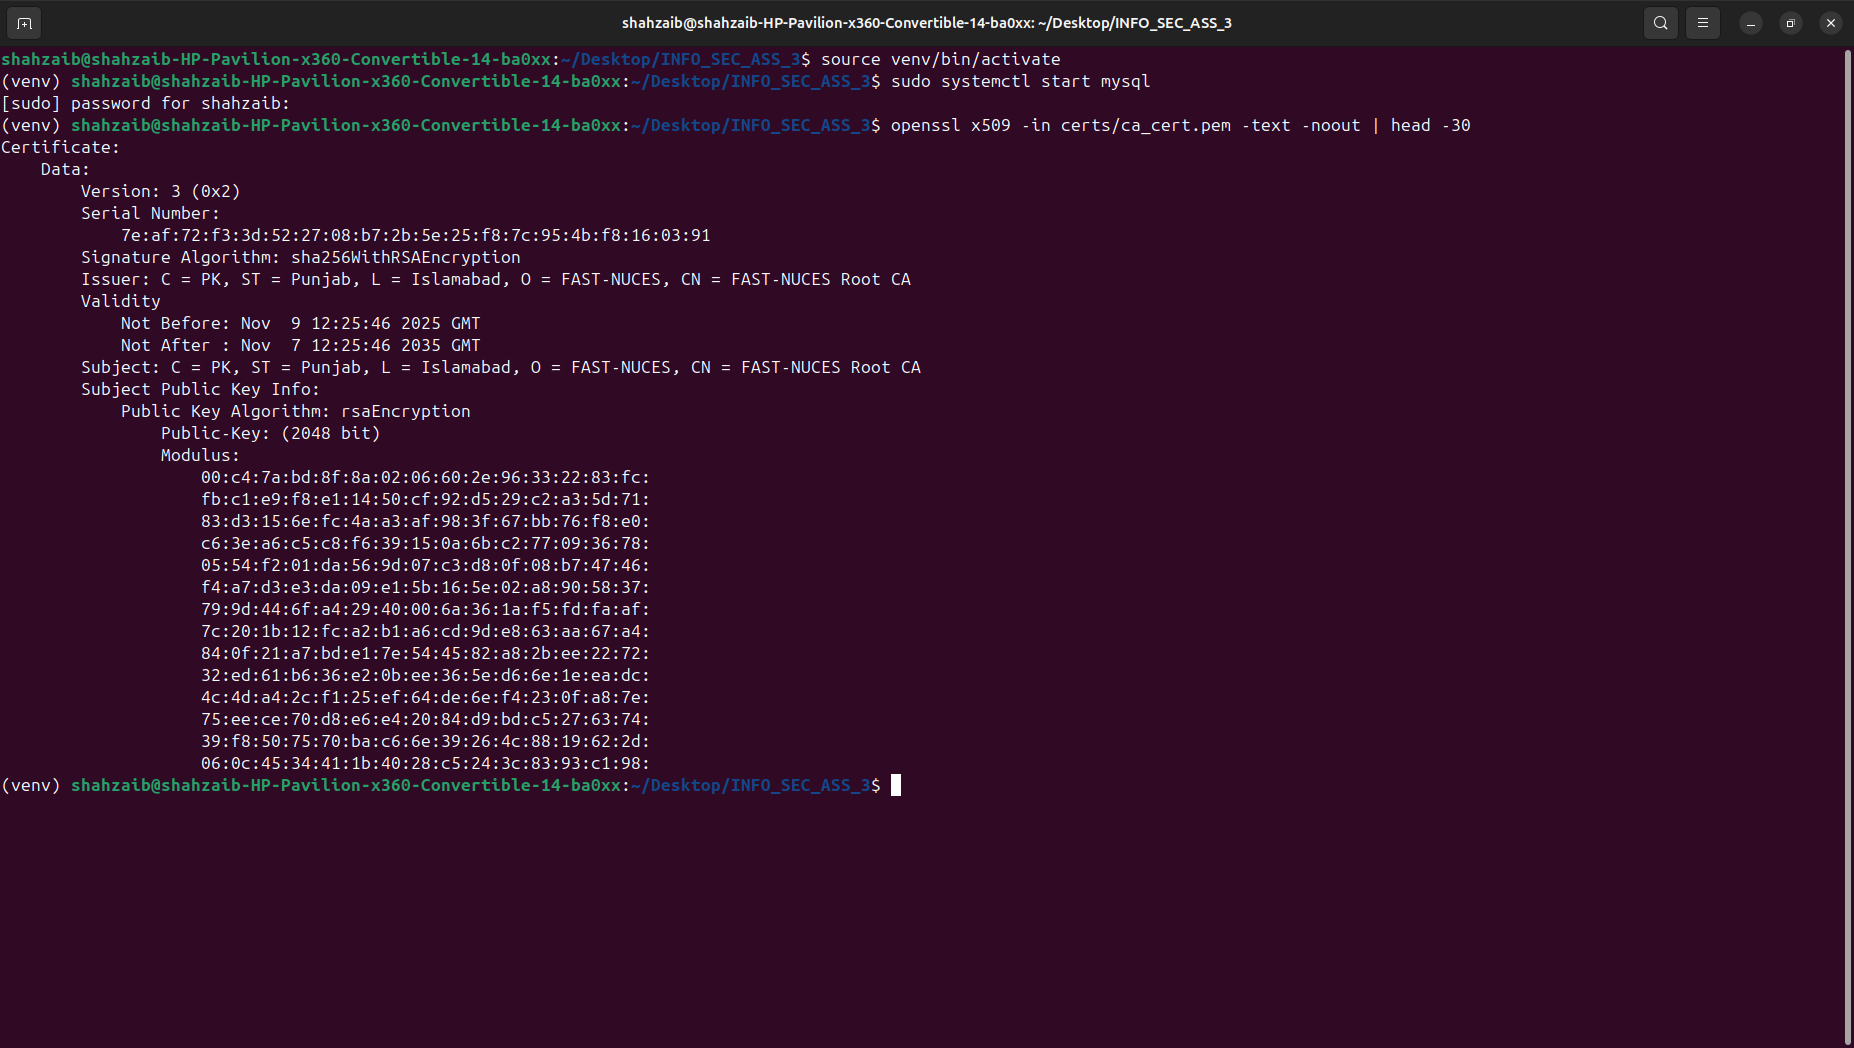 shahzaib@shahzaib-HP-Pavilion-x360-Convertible-14-ba0xx: ~/Desktop/INFO_SEC_ASS_3
shahzaib@shahzaib-HP-Pavilion-x360-Convertible-14-ba0xx:~/Desktop/INFO_SEC_ASS_3$ source venv/bin/activate
(venv) shahzaib@shahzaib-HP-Pavilion-x360-Convertible-14-ba0xx:~/Desktop/INFO_SEC_ASS_3$ sudo systemctl start mysql
[sudo] password for shahzaib:
(venv) shahzaib@shahzaib-HP-Pavilion-x360-Convertible-14-ba0xx:~/Desktop/INFO_SEC_ASS_3$ openssl x509 -in certs/ca_cert.pem -text -noout | head -30
Certificate:
    Data:
        Version: 3 (0x2)
        Serial Number:
            7e:af:72:f3:3d:52:27:08:b7:2b:5e:25:f8:7c:95:4b:f8:16:03:91
        Signature Algorithm: sha256WithRSAEncryption
        Issuer: C = PK, ST = Punjab, L = Islamabad, O = FAST-NUCES, CN = FAST-NUCES Root CA
        Validity
            Not Before: Nov  9 12:25:46 2025 GMT
            Not After : Nov  7 12:25:46 2035 GMT
        Subject: C = PK, ST = Punjab, L = Islamabad, O = FAST-NUCES, CN = FAST-NUCES Root CA
        Subject Public Key Info:
            Public Key Algorithm: rsaEncryption
                Public-Key: (2048 bit)
                Modulus:
                    00:c4:7a:bd:8f:8a:02:06:60:2e:96:33:22:83:fc:
                    fb:c1:e9:f8:e1:14:50:cf:92:d5:29:c2:a3:5d:71:
                    83:d3:15:6e:fc:4a:a3:af:98:3f:67:bb:76:f8:e0:
                    c6:3e:a6:c5:c8:f6:39:15:0a:6b:c2:77:09:36:78:
                    05:54:f2:01:da:56:9d:07:c3:d8:0f:08:b7:47:46:
                    f4:a7:d3:e3:da:09:e1:5b:16:5e:02:a8:90:58:37:
                    79:9d:44:6f:a4:29:40:00:6a:36:1a:f5:fd:fa:af:
                    7c:20:1b:12:fc:a2:b1:a6:cd:9d:e8:63:aa:67:a4:
                    84:0f:21:a7:bd:e1:7e:54:45:82:a8:2b:ee:22:72:
                    32:ed:61:b6:36:e2:0b:ee:36:5e:d6:6e:1e:ea:dc:
                    4c:4d:a4:2c:f1:25:ef:64:de:6e:f4:23:0f:a8:7e:
                    75:ee:ce:70:d8:e6:e4:20:84:d9:bd:c5:27:63:74:
                    39:f8:50:75:70:ba:c6:6e:39:26:4c:88:19:62:2d:
                    06:0c:45:34:41:1b:40:28:c5:24:3c:83:93:c1:98:
(venv) shahzaib@shahzaib-HP-Pavilion-x360-Convertible-14-ba0xx:~/Desktop/INFO_SEC_ASS_3$